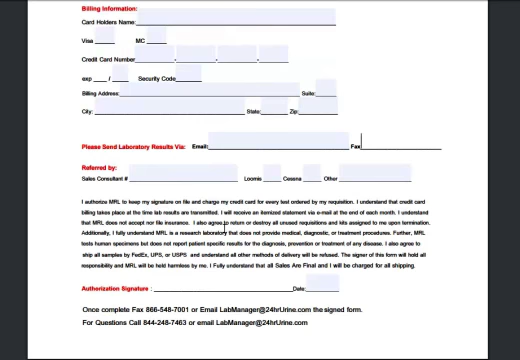 Billing Information:
Card Holders Name:
Visa MC
Credit Card Number - - -
exp / Security Code
Billing Address: Suite:
City: State: Zip:
Please Send Laboratory Results Via: Email: Fax
Referred by:
Sales Consultant # Loomis Cessna Other
I authorize MRL to keep my signature on file and charge my credit card for every test ordered by my requisition. I understand that credit card
billing takes place at the time lab results are transmitted. I will receive an itemized statement via e-mail at the end of each month. I understand
that MRL does not accept nor file insurance. I also agree to return or destroy all unused requisitions and kits assigned to me upon termination.
Additionally, I fully understand MRL is a research laboratory that does not provide medical, diagnostic, or treatment procedures. Further, MRL
tests human specimens but does not report patient specific results for the diagnosis, prevention or treatment of any disease. I also agree to
ship all samples by FedEx, UPS, or USPS and understand all other methods of delivery will be refused. The signer of this form will hold all
responsibility and MRL will be held harmless by me. I Fully understand that all Sales Are Final and I will be charged for all shipping.
Authorization Signature : Date:
Once complete Fax 866-548-7001 or Email LabManager@24hrUrine.com the signed form.
For Questions Call 844-248-7463 or email LabManager@24hrUrine.com